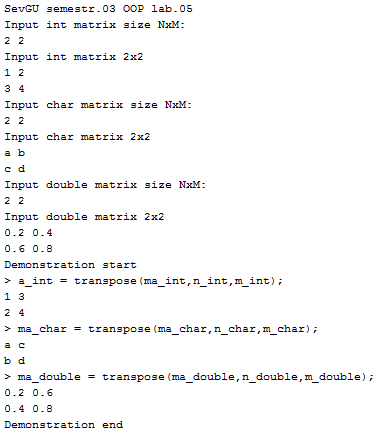 SevGU semestr.03 OOP lab.05
Input int matrix size NxM:
2 2
Input int matrix 2x2
1 2
3 4
Input char matrix size NxM:
2 2
Input char matrix 2x2
a b
c d
Input double matrix size NxM:
2 2
Input double matrix 2x2
0.2 0.4
0.6 0.8
Demonstration start
> a_int = transpose(ma_int,n_int,m_int);
1 3
2 4
> ma_char = transpose(ma_char,n_char,m_char);
a c
b d
> ma_double = transpose(ma_double,n_double,m_double);
0.2 0.6
0.4 0.8
Demonstration end